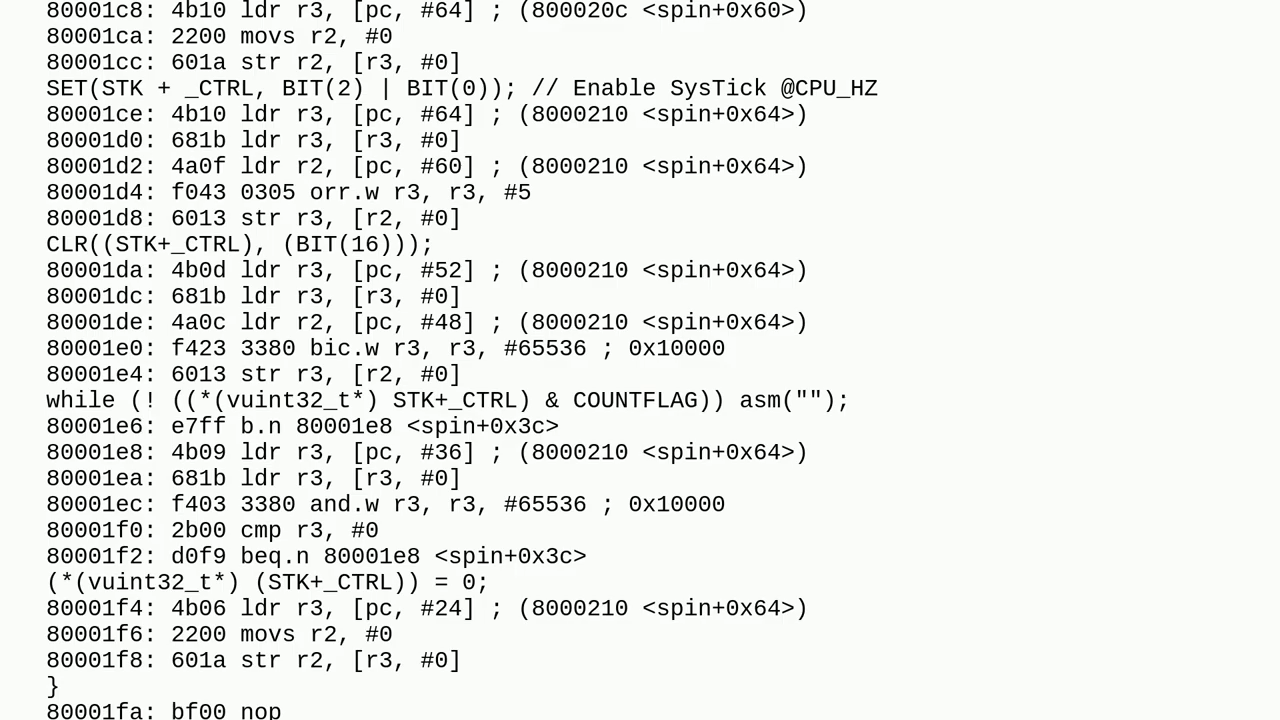 80001c8: 4b10 ldr r3, [pc, #64] ; (800020c <spin+0x60>)
80001ca: 2200 movs r2, #0
80001cc: 601a str r2, [r3, #0]
SET(STK + _CTRL, BIT(2) | BIT(0)); // Enable SysTick @CPU_HZ
80001ce: 4b10 ldr r3, [pc, #64] ; (8000210 <spin+0x64>)
80001d0: 681b ldr r3, [r3, #0]
80001d2: 4a0f ldr r2, [pc, #60] ; (8000210 <spin+0x64>)
80001d4: f043 0305 orr.w r3, r3, #5
80001d8: 6013 str r3, [r2, #0]
CLR((STK+_CTRL), (BIT(16)));
80001da: 4b0d ldr r3, [pc, #52] ; (8000210 <spin+0x64>)
80001dc: 681b ldr r3, [r3, #0]
80001de: 4a0c ldr r2, [pc, #48] ; (8000210 <spin+0x64>)
80001e0: f423 3380 bic.w r3, r3, #65536 ; 0x10000
80001e4: 6013 str r3, [r2, #0]
while (! ((*(vuint32_t*) STK+_CTRL) & COUNTFLAG)) asm("");
80001e6: e7ff b.n 80001e8 <spin+0x3c>
80001e8: 4b09 ldr r3, [pc, #36] ; (8000210 <spin+0x64>)
80001ea: 681b ldr r3, [r3, #0]
80001ec: f403 3380 and.w r3, r3, #65536 ; 0x10000
80001f0: 2b00 cmp r3, #0
80001f2: d0f9 beq.n 80001e8 <spin+0x3c>
(*(vuint32_t*) (STK+_CTRL)) = 0;
80001f4: 4b06 ldr r3, [pc, #24] ; (8000210 <spin+0x64>)
80001f6: 2200 movs r2, #0
80001f8: 601a str r2, [r3, #0]
}
80001fa: bf00 nop